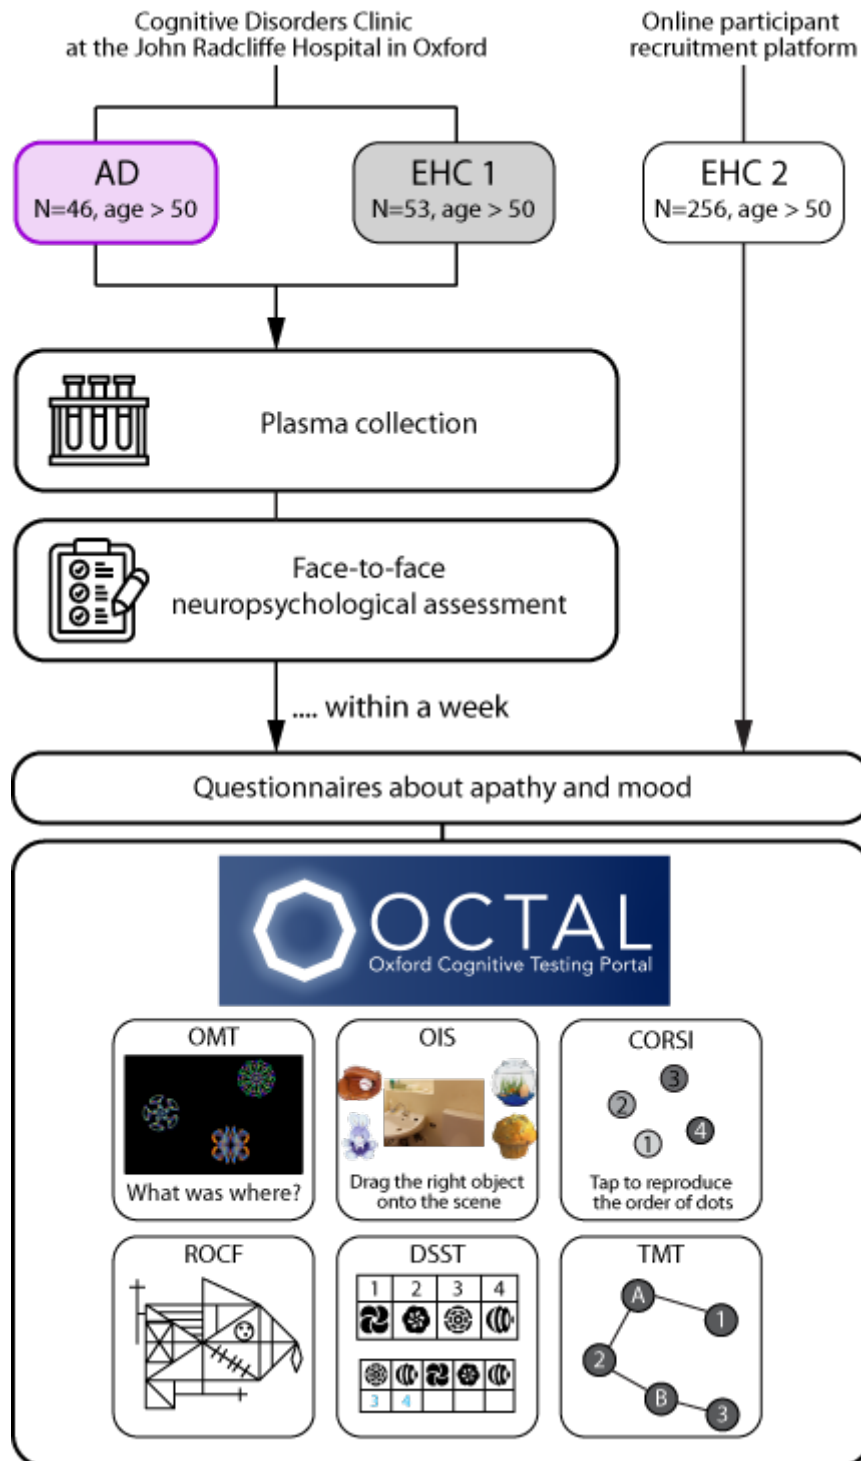 Cognitive Disorders Clinic
at the John Radcliffe Hospital in Oxford
Online participant
recruitment platform
AD
N=46, age > 50
EHC 1
N=53, age > 50
EHC 2
N=256, age > 50
Plasma collection
Face-to-face
neuropsychological assessment
.... within a week
Questionnaires about apathy and mood
OCTAL
Oxford Cognitive Testing Portal
OMT
What was where?
OIS
Drag the right object
onto the scene
CORSI
3
2
4
1
Tap to reproduce
the order of dots
ROCF
DSST
1 2 3 4
3 4
TMT
A
1
2
B
3